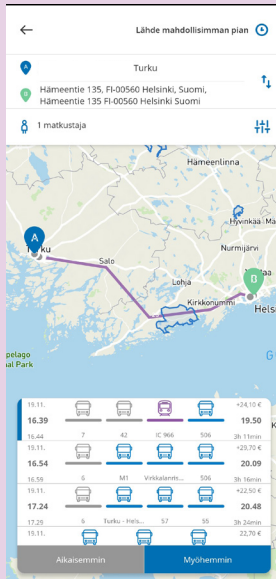 Lähde mahdollisimman pian
A
Turku
B
Hämeentie 135, FI-00560 Helsinki, Suomi,
Hämeentie 135 FI-00560 Helsinki Suomi
1 matkustaja
Hämeenlinna
Hyvinkää
Nurmijärvi
A
Salo
Lohja
B
Kirkkonummi
19.11.
+24,10 €
16.39
19.50
16.44
7
42
IC 966
506
3h 11min
19.11.
+29,70 €
16.54
20.09
16.59
6
M1
Virkkalanm...
506
3h 16min
19.11.
+22,50 €
17.24
20.48
17.29
6
Turku - Hels...
57
55
3h 24min
19.11.
22,70 €
Aikaisemmin
Myöhemmin